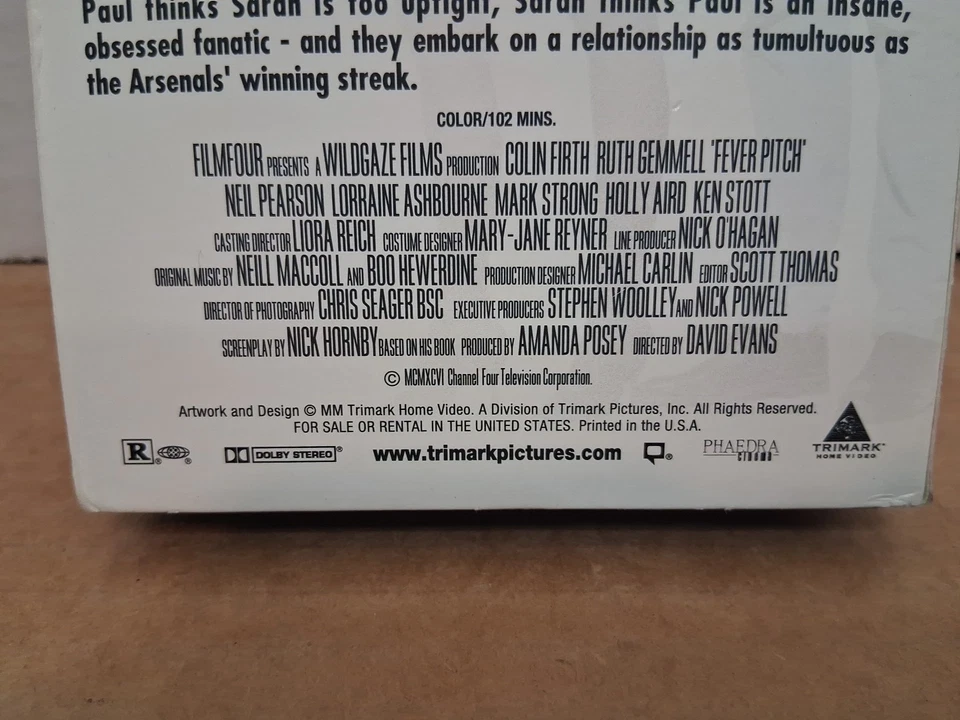 Paul thinks Sarah is too uptight, Sarah thinks Paul is an insane,
obsessed fanatic - and they embark on a relationship as tumultuous as
the Arsenals' winning streak.
COLOR/102 MINS.
FILMFOUR PRESENTS A WILDGAZE FILMS PRODUCTION COLIN FIRTH RUTH GEMMELL 'FEVER PITCH'
NEIL PEARSON LORRAINE ASHBOURNE MARK STRONG HOLLY AIRD KEN STOTT
CASTING DIRECTOR LIORA REICH COSTUME DESIGNER MARY-JANE REYNER LINE PRODUCER NICK O'HAGAN
ORIGINAL MUSIC BY NEILL MACCOLL AND BOO HEWERDINE PRODUCTION DESIGNER MICHAEL CARLIN EDITOR SCOTT THOMAS
DIRECTOR OF PHOTOGRAPHY CHRIS SEAGER BSC EXECUTIVE PRODUCERS STEPHEN WOOLLEY AND NICK POWELL
SCREENPLAY BY NICK HORNBY BASED ON HIS BOOK PRODUCED BY AMANDA POSEY DIRECTED BY DAVID EVANS
© MCMXCVI Channel Four Television Corporation.
Artwork and Design © MM Trimark Home Video. A Division of Trimark Pictures, Inc. All Rights Reserved.
FOR SALE OR RENTAL IN THE UNITED STATES. Printed in the U.S.A.
R ® ® DOLBY STEREO ® www.trimarkpictures.com ® PHAEDRA CINEMA TRIMARK HOME VIDEO